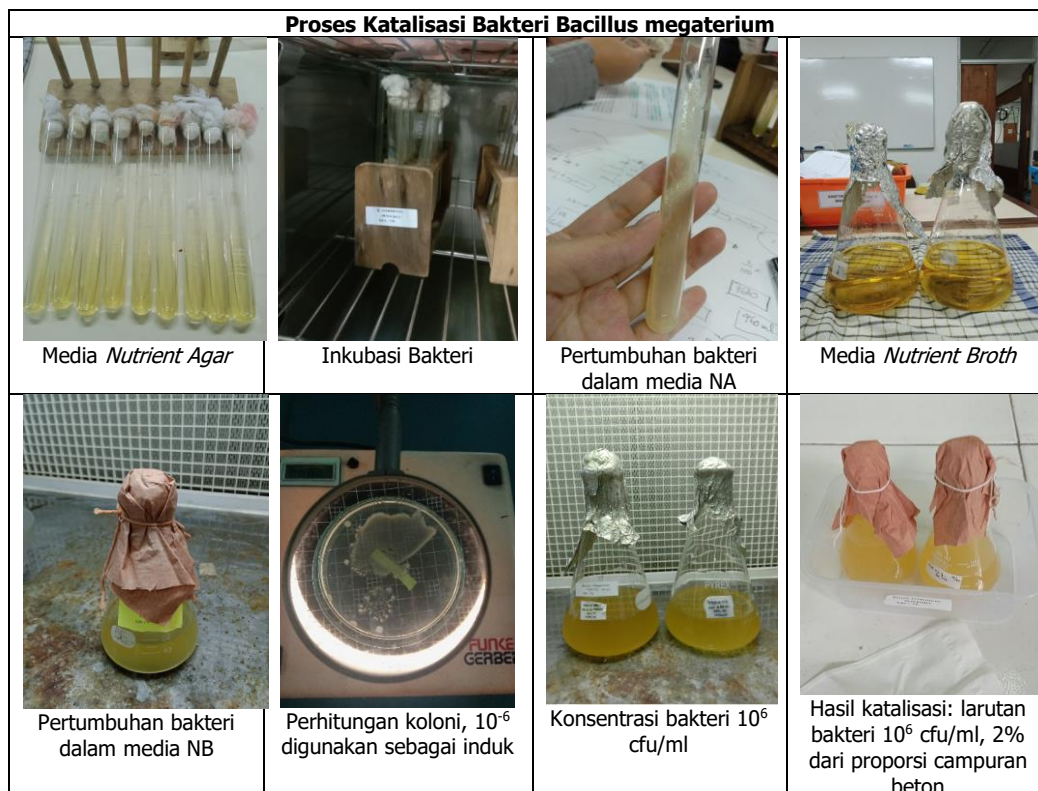 Proses Katalisasi Bakteri Bacillus megaterium
Media Nutrient Agar
Inkubasi Bakteri
Pertumbuhan bakteri
dalam media NA
Media Nutrient Broth
FUNKE
GERBER
PYREX
Pertumbuhan bakteri
dalam media NB
Perhitungan koloni, 10⁻⁶
digunakan sebagai induk
Konsentrasi bakteri 10⁶
cfu/ml
Hasil katalisasi: larutan
bakteri 10⁶ cfu/ml, 2%
dari proporsi campuran
beton